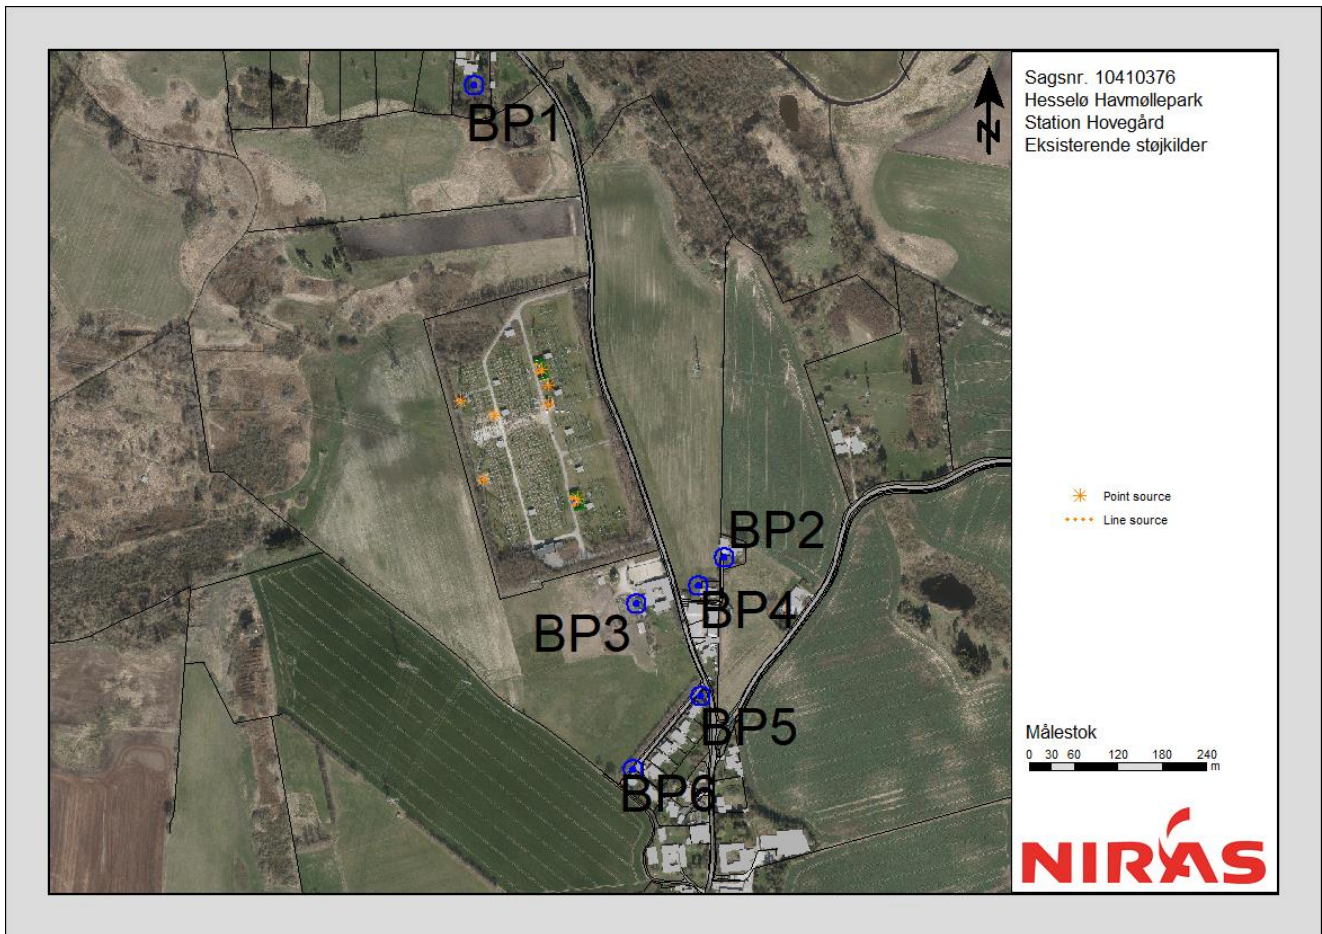 Sagsnr. 10410376
Hesselø Havmøllepark
Station Hovegård
Eksisterende støjkilder
N
BP1
BP2
BP4
BP3
BP5
BP6
Point source
Line source
Målestok
0 30 60 120 180 240
m
NIRÁS